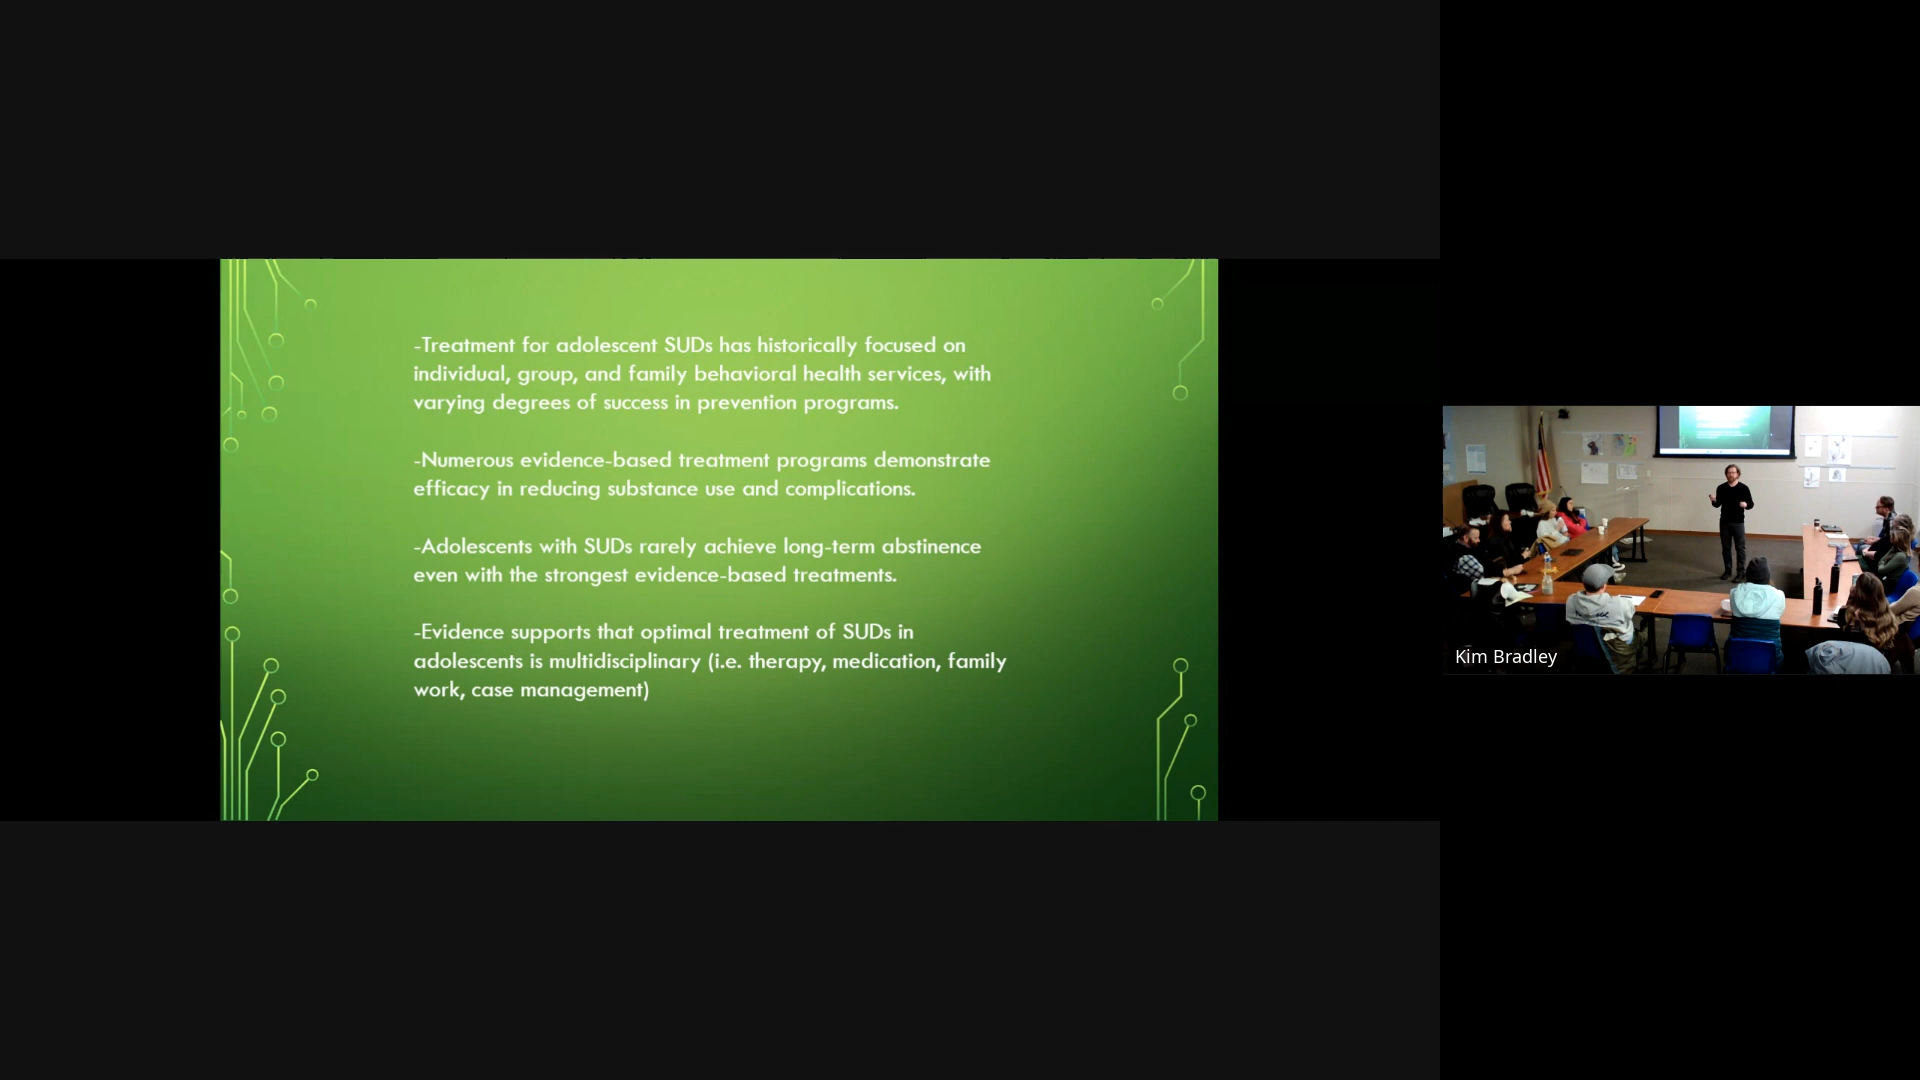 -Treatment for adolescent SUDs has historically focused on
individual, group, and family behavioral health services, with
varying degrees of success in prevention programs.
-Numerous evidence-based treatment programs demonstrate
efficacy in reducing substance use and complications.
-Adolescents with SUDs rarely achieve long-term abstinence
even with the strongest evidence-based treatments.
-Evidence supports that optimal treatment of SUDs in
adolescents is multidisciplinary (i.e. therapy, medication, family
work, case management)
Kim Bradley